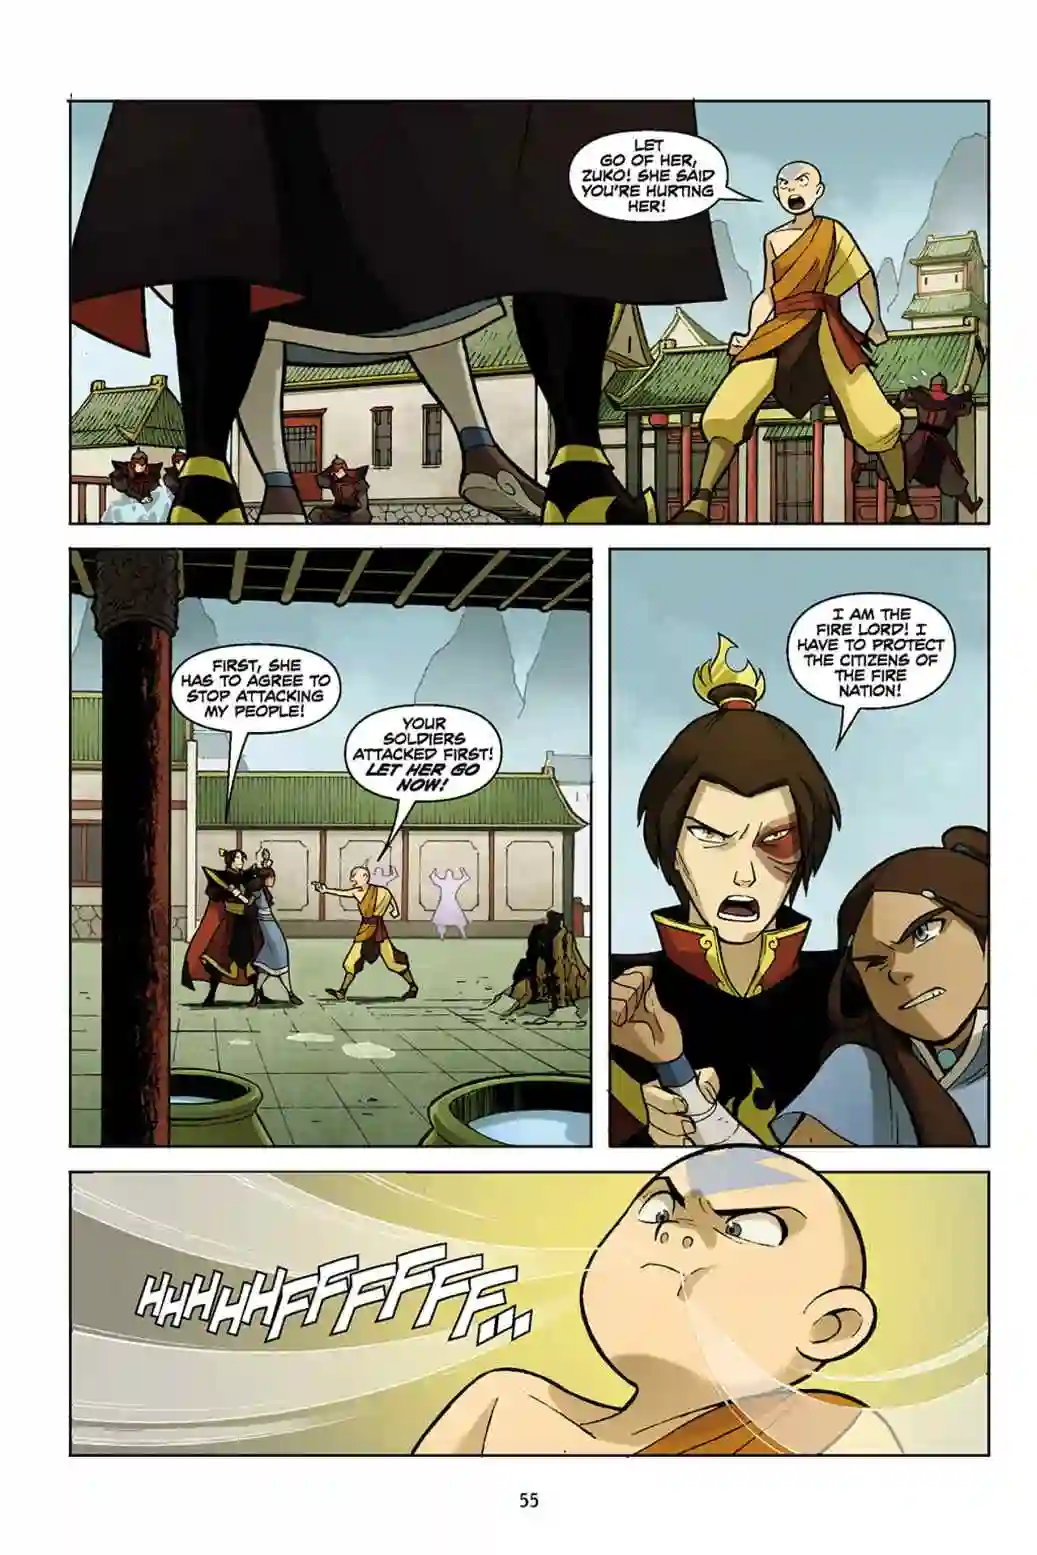 LET
GO OF HER,
ZUKO! SHE SAID
YOU'RE HURTING
HER!
FIRST, SHE
HAS TO AGREE TO
STOP ATTACKING
MY PEOPLE!
YOUR
SOLDIERS
ATTACKED FIRST!
LET HER GO
NOW!
I AM THE
FIRE LORD! I
HAVE TO PROTECT
THE CITIZENS OF
THE FIRE
NATION!
HHHHHFFFFFFF...
55